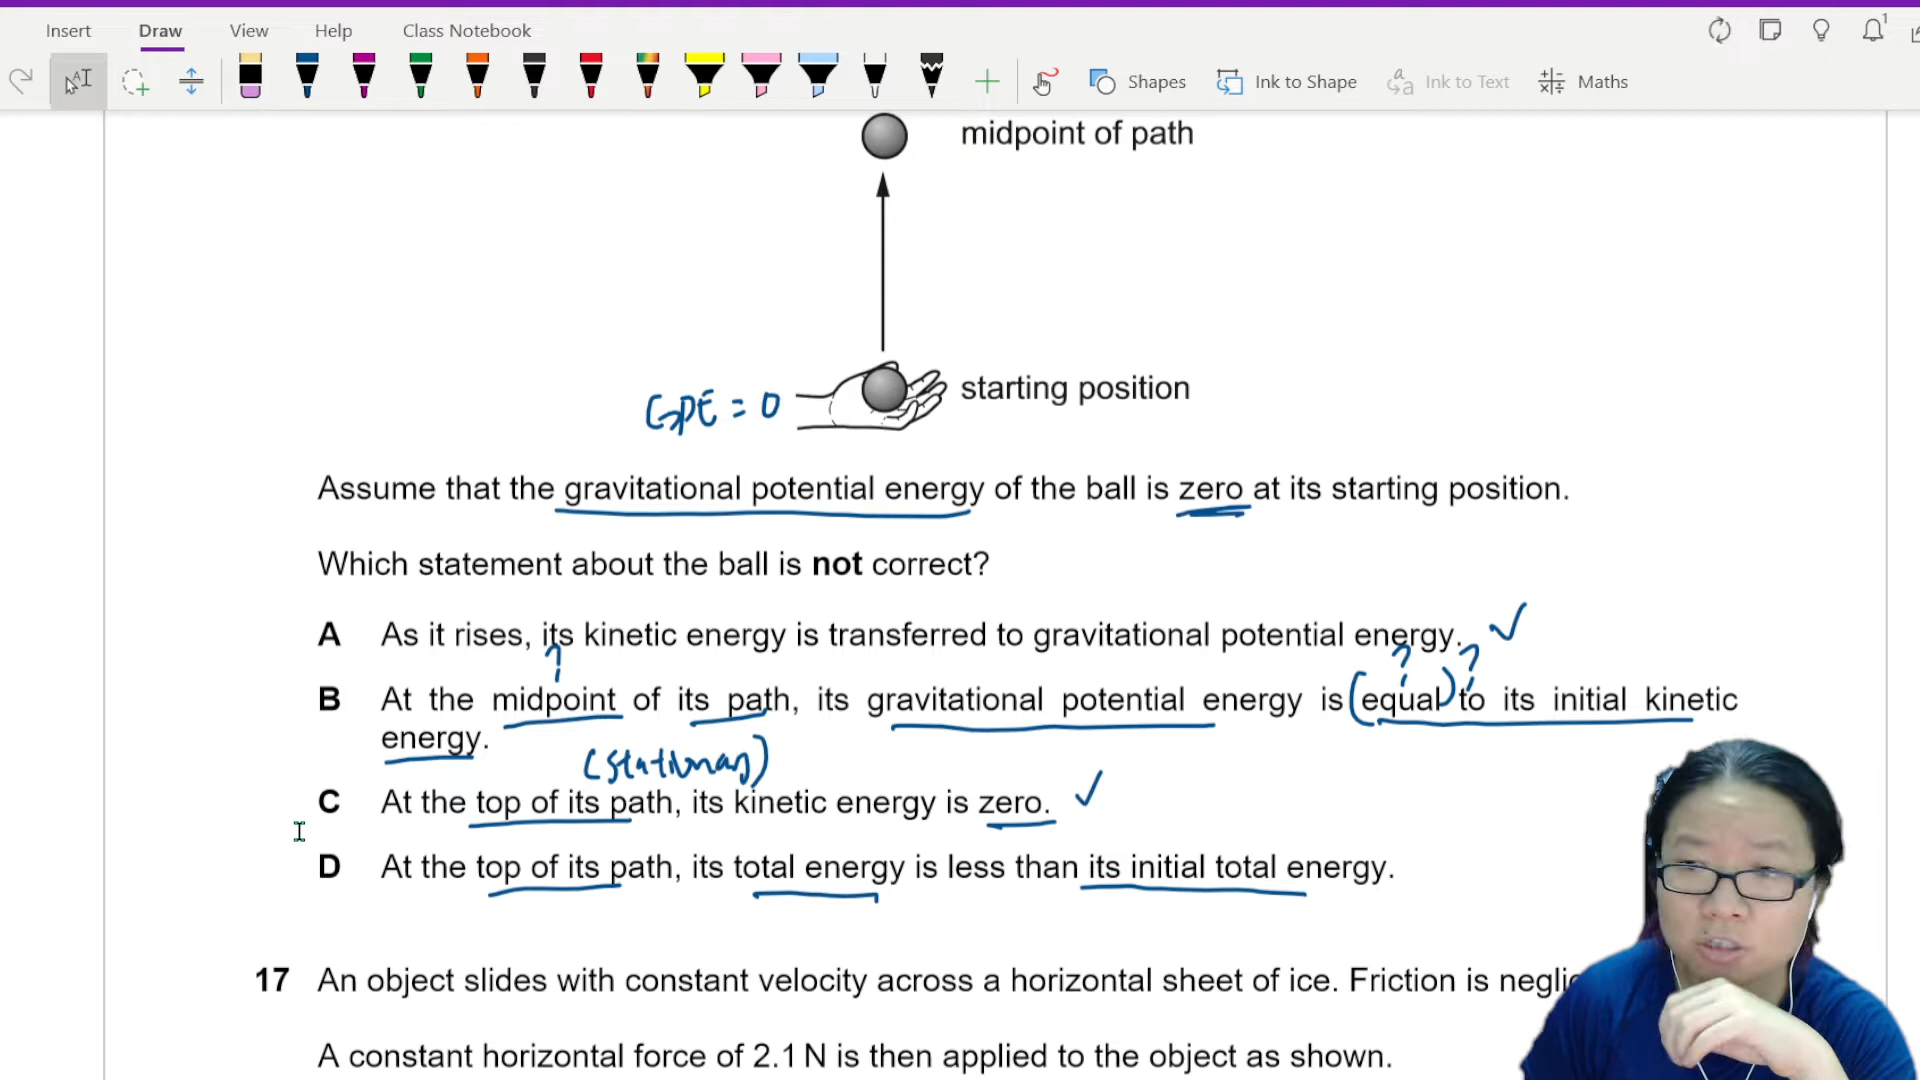 Insert Draw View Help Class Notebook
1
Shapes Ink to Shape Ink to Text Maths
midpoint of path
starting position
GPE = 0
Assume that the gravitational potential energy of the ball is zero at its starting position.
Which statement about the ball is not correct?
A As it rises, its kinetic energy is transferred to gravitational potential energy. ✓
? ? ?
B At the midpoint of its path, its gravitational potential energy is (equal) to its initial kinetic
energy.
(stationary)
C At the top of its path, its kinetic energy is zero. ✓
D At the top of its path, its total energy is less than its initial total energy.
17 An object slides with constant velocity across a horizontal sheet of ice. Friction is neglig
A constant horizontal force of 2.1 N is then applied to the object as shown.